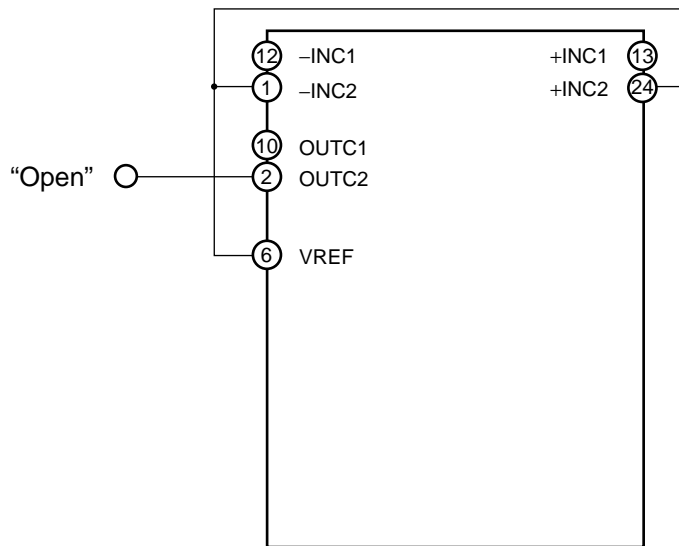 12 −INC1 +INC1 13
1 −INC2 +INC2 24
10 OUTC1
“Open” 2 OUTC2
6 VREF